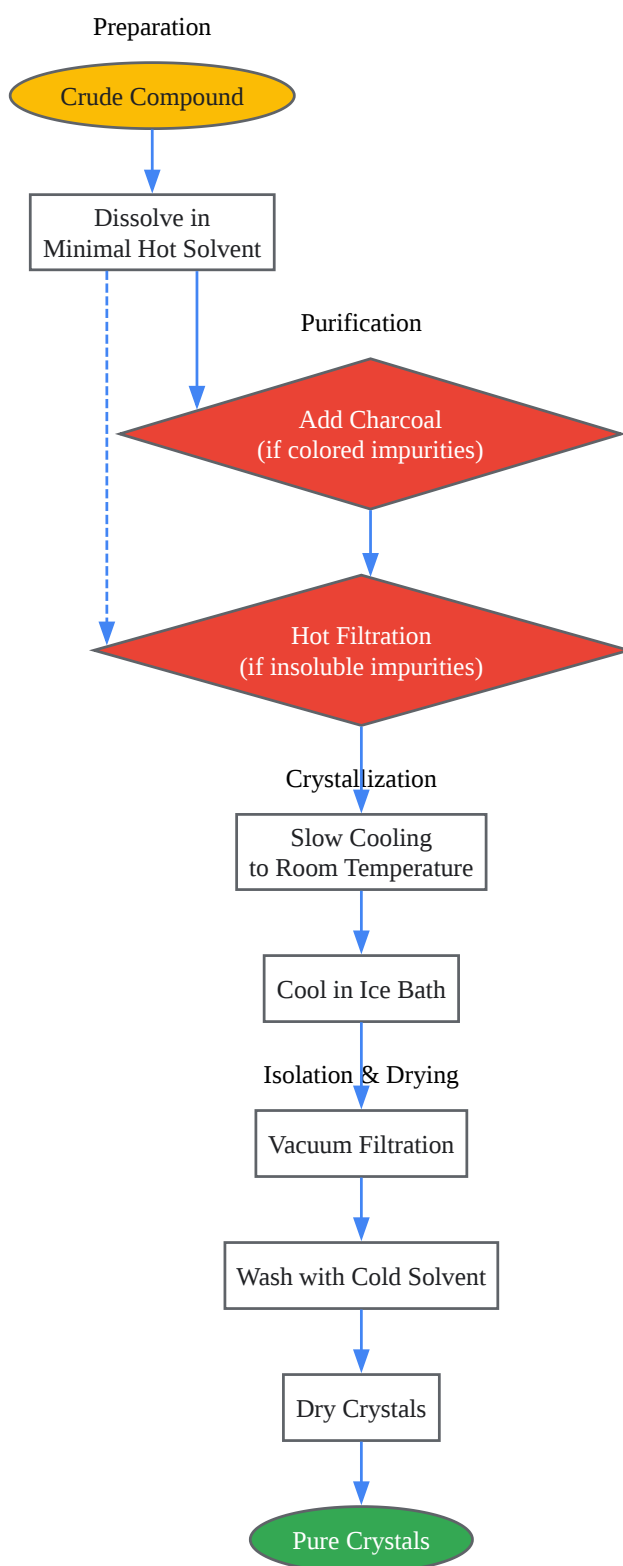 Preparation
Crude Compound
Dissolve in
Minimal Hot Solvent
Purification
Add Charcoal
(if colored impurities)
Hot Filtration
(if insoluble impurities)
Crystallization
Slow Cooling
to Room Temperature
Cool in Ice Bath
Isolation & Drying
Vacuum Filtration
Wash with Cold Solvent
Dry Crystals
Pure Crystals